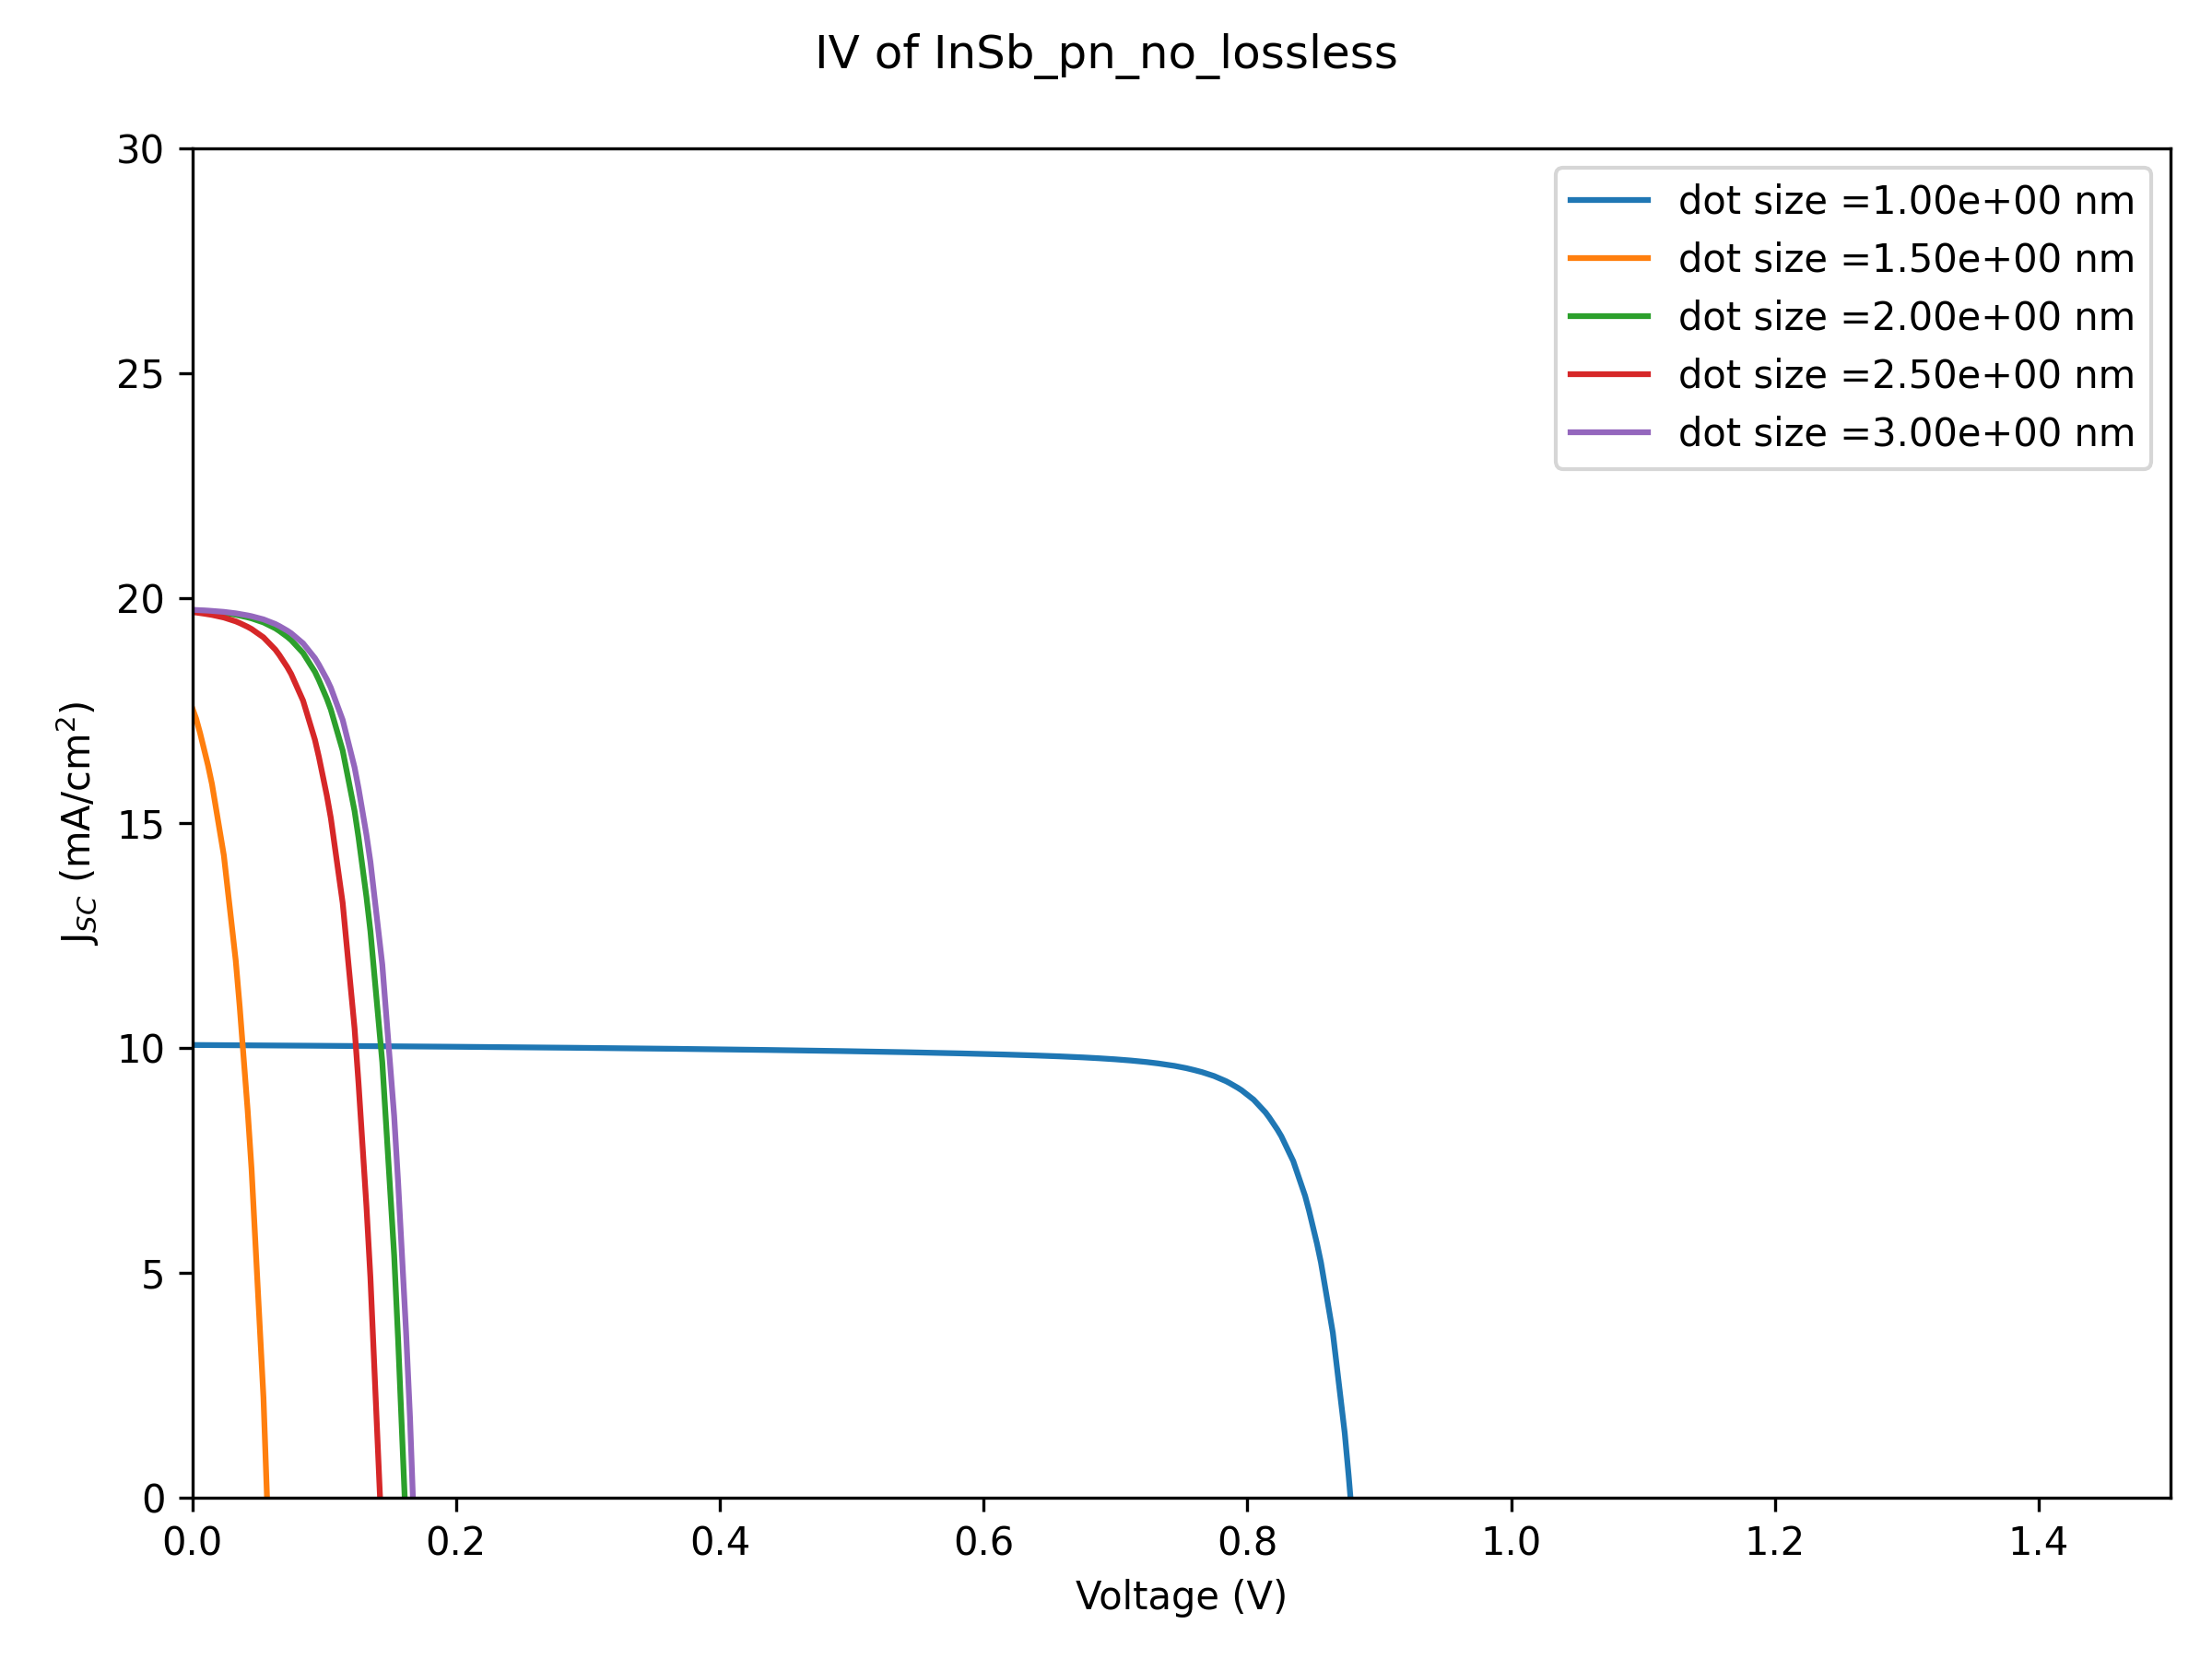 IV of InSb_pn_no_lossless
30
25
20
15
10
5
0
J_SC (mA/cm²)
0.0 0.2 0.4 0.6 0.8 1.0 1.2 1.4
Voltage (V)
dot size =1.00e+00 nm
dot size =1.50e+00 nm
dot size =2.00e+00 nm
dot size =2.50e+00 nm
dot size =3.00e+00 nm